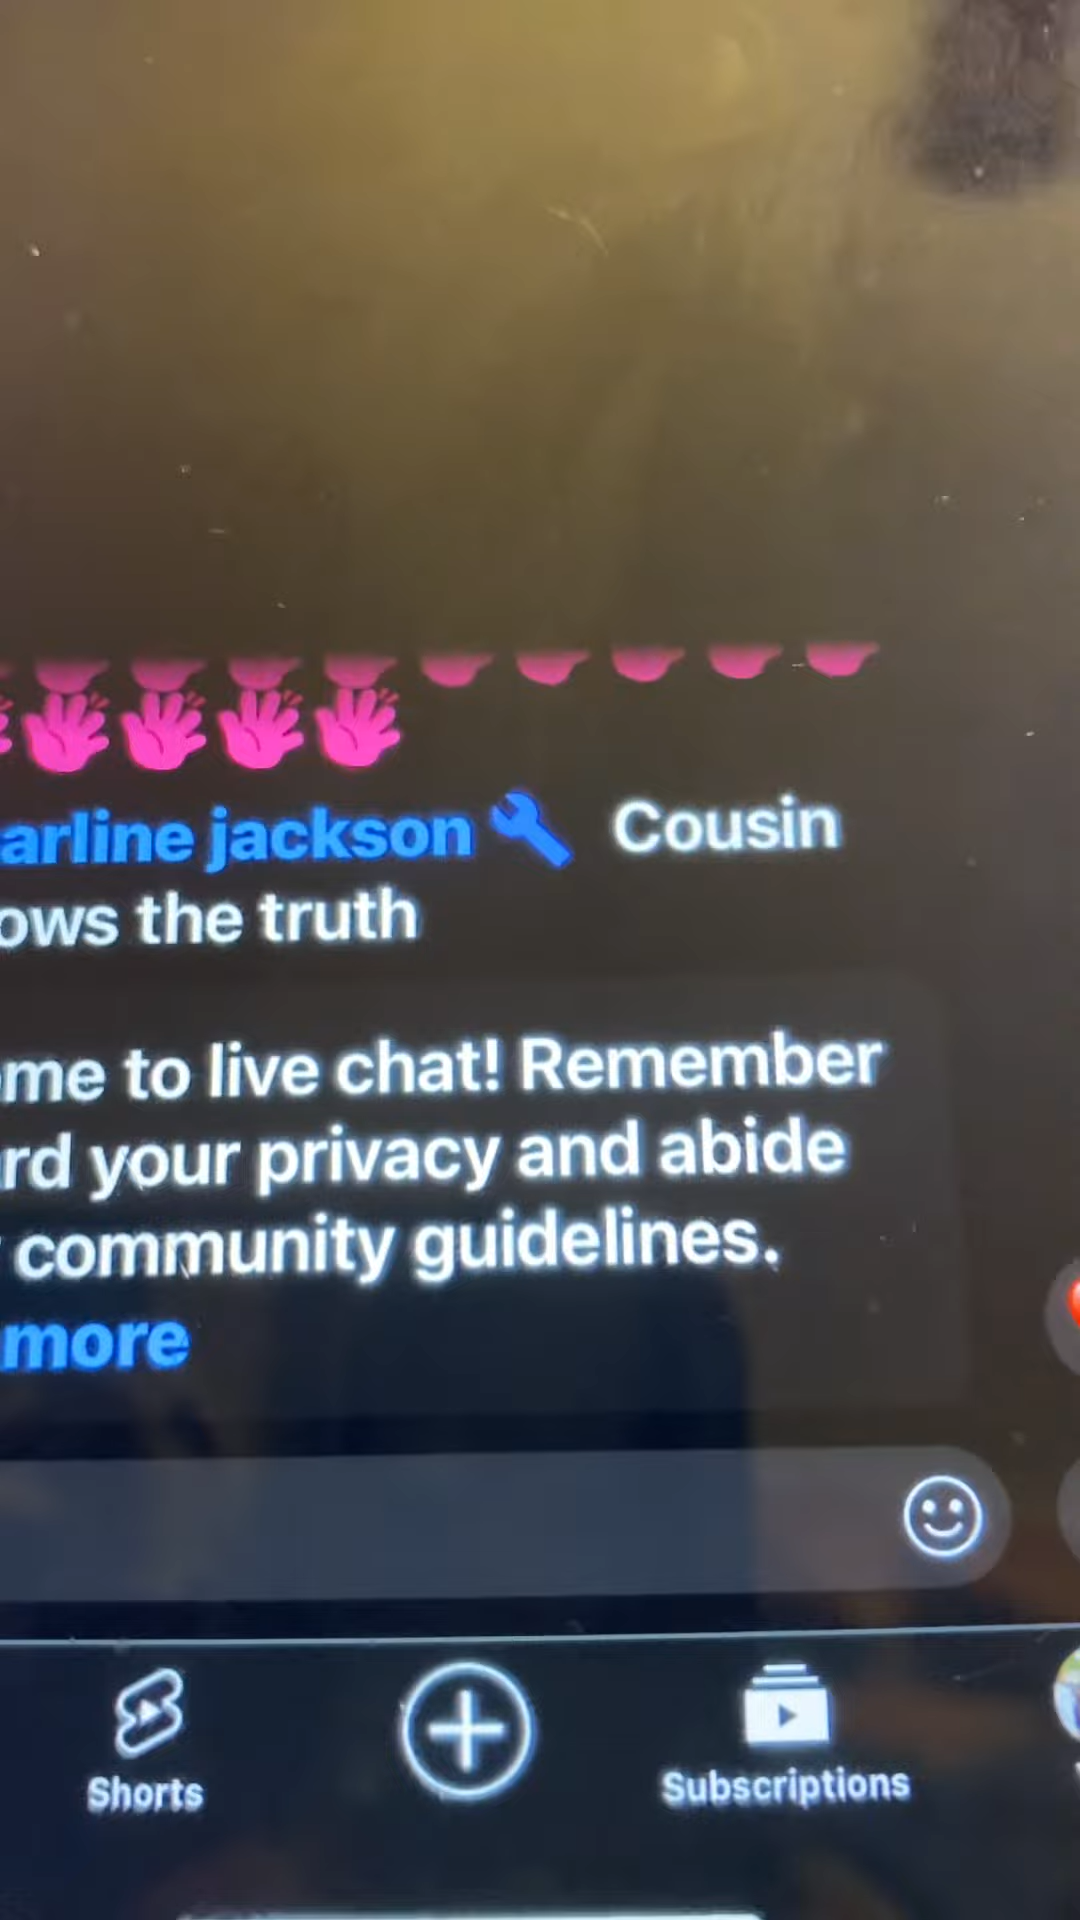 arline jackson Cousin
ows the truth
ome to live chat! Remember
rd your privacy and abide
community guidelines.
more
Shorts
Subscriptions